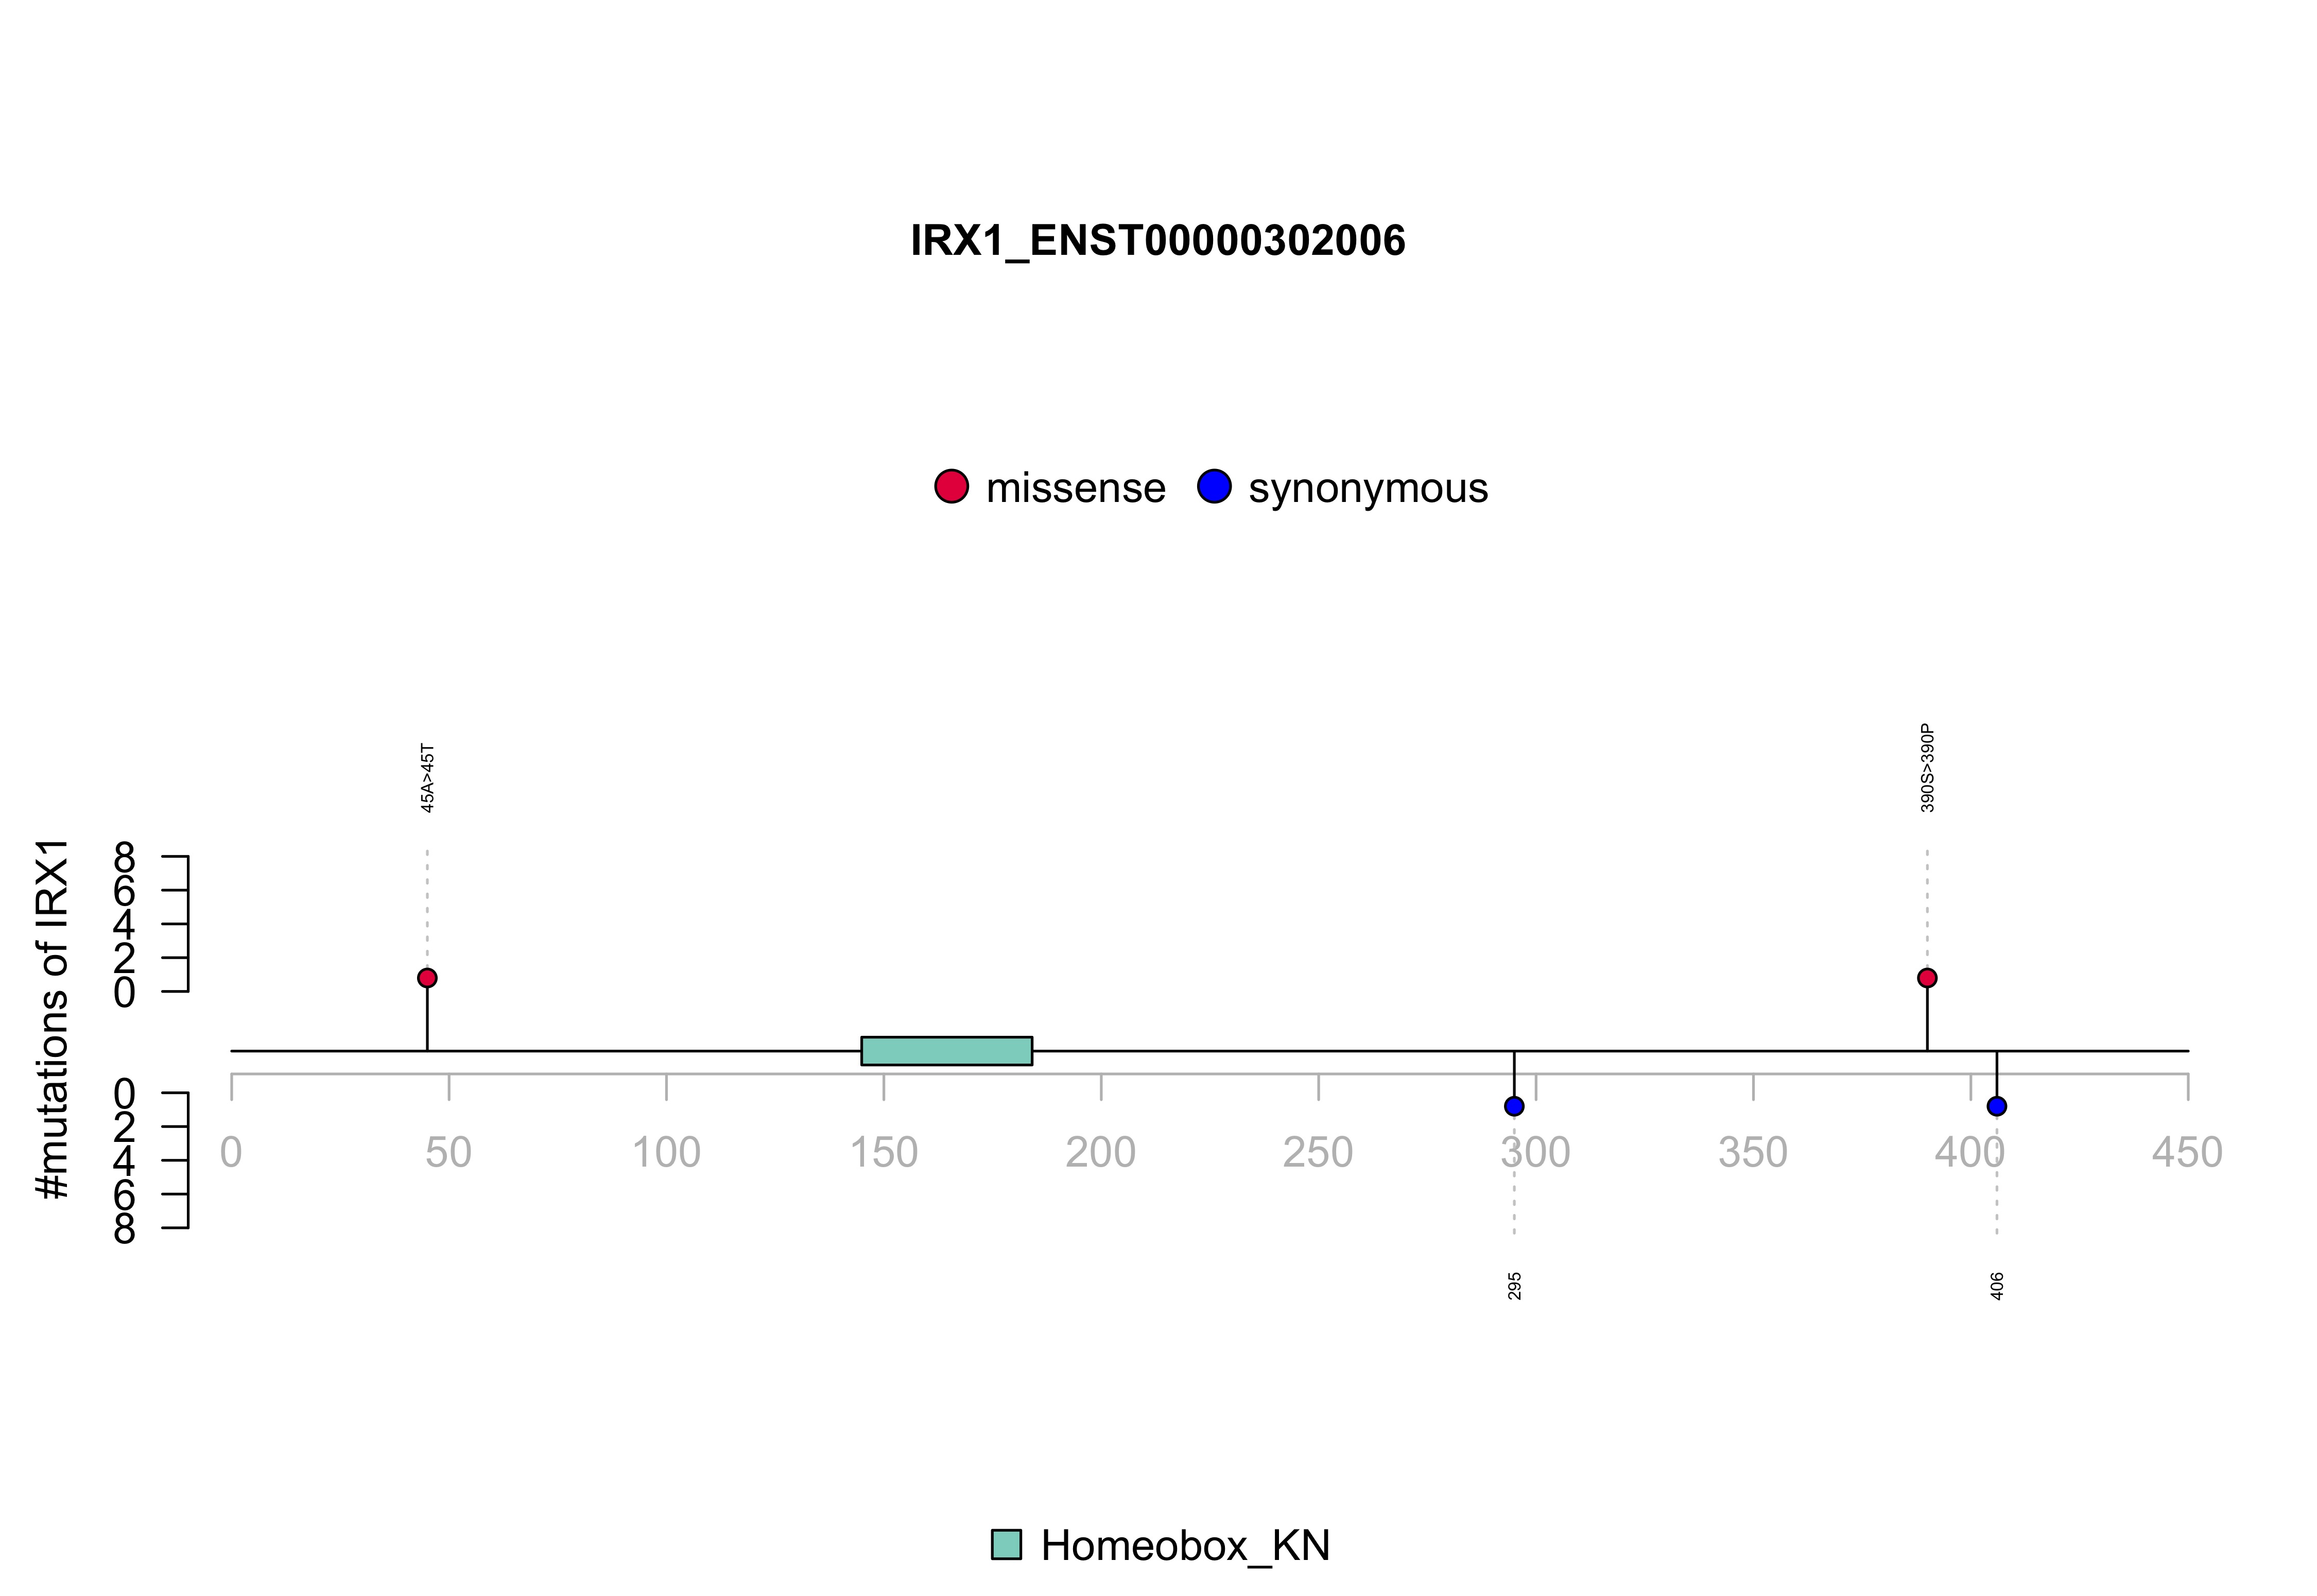 IRX1_ENST00000302006
missense synonymous
45A>45T
390S>390P
#mutations of IRX1
8
6
4
2
0
0
2
4
6
8
0 50 100 150 200 250 300 350 400 450
295
406
Homeobox_KN